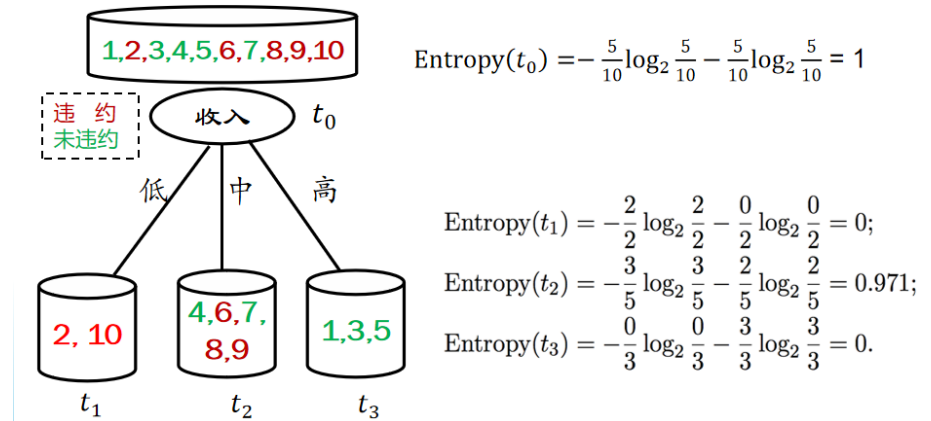 1,2,3,4,5,6,7,8,9,10
Entropy(t₀) =− 5/10 log₂ 5/10 − 5/10 log₂ 5/10 = 1
违 约
未违约
收入
t₀
低
中
高
Entropy(t₁) = −2/2 log₂ 2/2 − 0/2 log₂ 0/2 = 0;
Entropy(t₂) = −3/5 log₂ 3/5 − 2/5 log₂ 2/5 = 0.971;
Entropy(t₃) = −0/3 log₂ 0/3 − 3/3 log₂ 3/3 = 0.
2, 10
4,6,7,
8,9
1,3,5
t₁
t₂
t₃